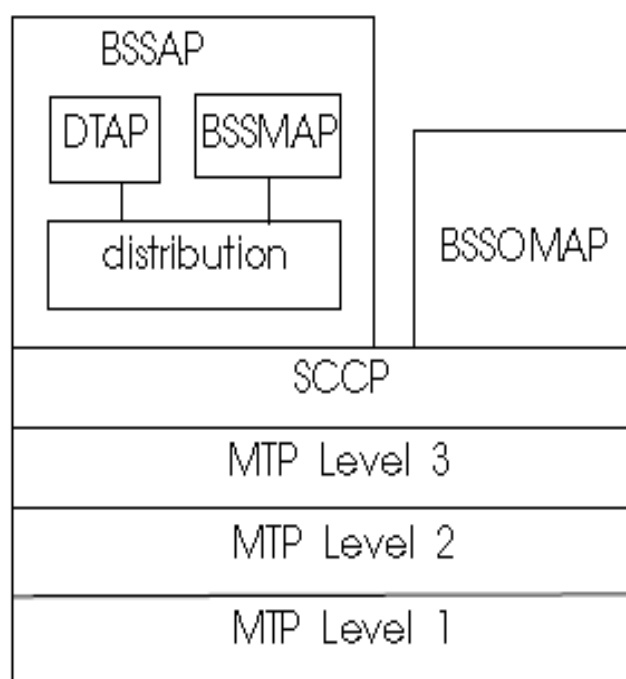 BSSAP
DTAP
BSSMAP
distribution
BSSOMAP
SCCP
MTP Level 3
MTP Level 2
MTP Level 1